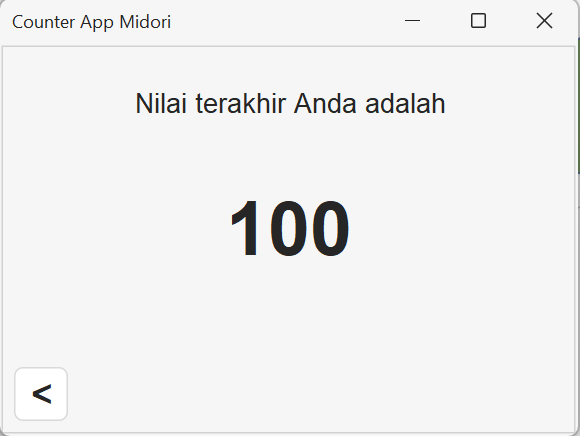 Counter App Midori
Nilai terakhir Anda adalah
100
<